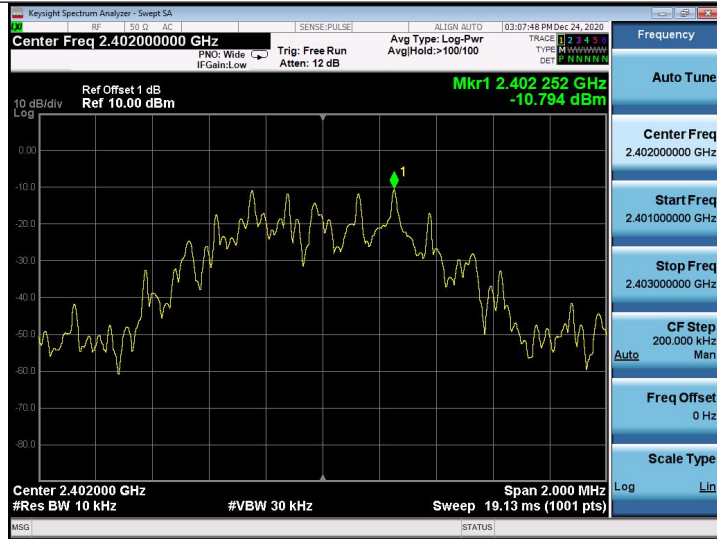 Keysight Spectrum Analyzer - Swept SA
RF 50 Ω AC SENSE:PULSE ALIGN AUTO 03:07:48 PM Dec 24, 2020
Center Freq 2.402000000 GHz
PNO: Wide
IFGain:Low
Trig: Free Run
Atten: 12 dB
Avg Type: Log-Pwr
Avg|Hold:>100/100
TRACE 1 2 3 4 5 6
TYPE M WWWWW
DET P N N N N N
Ref Offset 1 dB
Ref 10.00 dBm
10 dB/div
Log
Mkr1 2.402 252 GHz
-10.794 dBm
1
0.00
-10.0
-20.0
-30.0
-40.0
-50.0
-60.0
-70.0
-80.0
Center 2.402000 GHz Span 2.000 MHz
#Res BW 10 kHz #VBW 30 kHz Sweep 19.13 ms (1001 pts)
MSG STATUS
Frequency
Auto Tune
Center Freq
2.402000000 GHz
Start Freq
2.401000000 GHz
Stop Freq
2.403000000 GHz
CF Step
200.000 kHz
Auto Man
Freq Offset
0 Hz
Scale Type
Log Lin